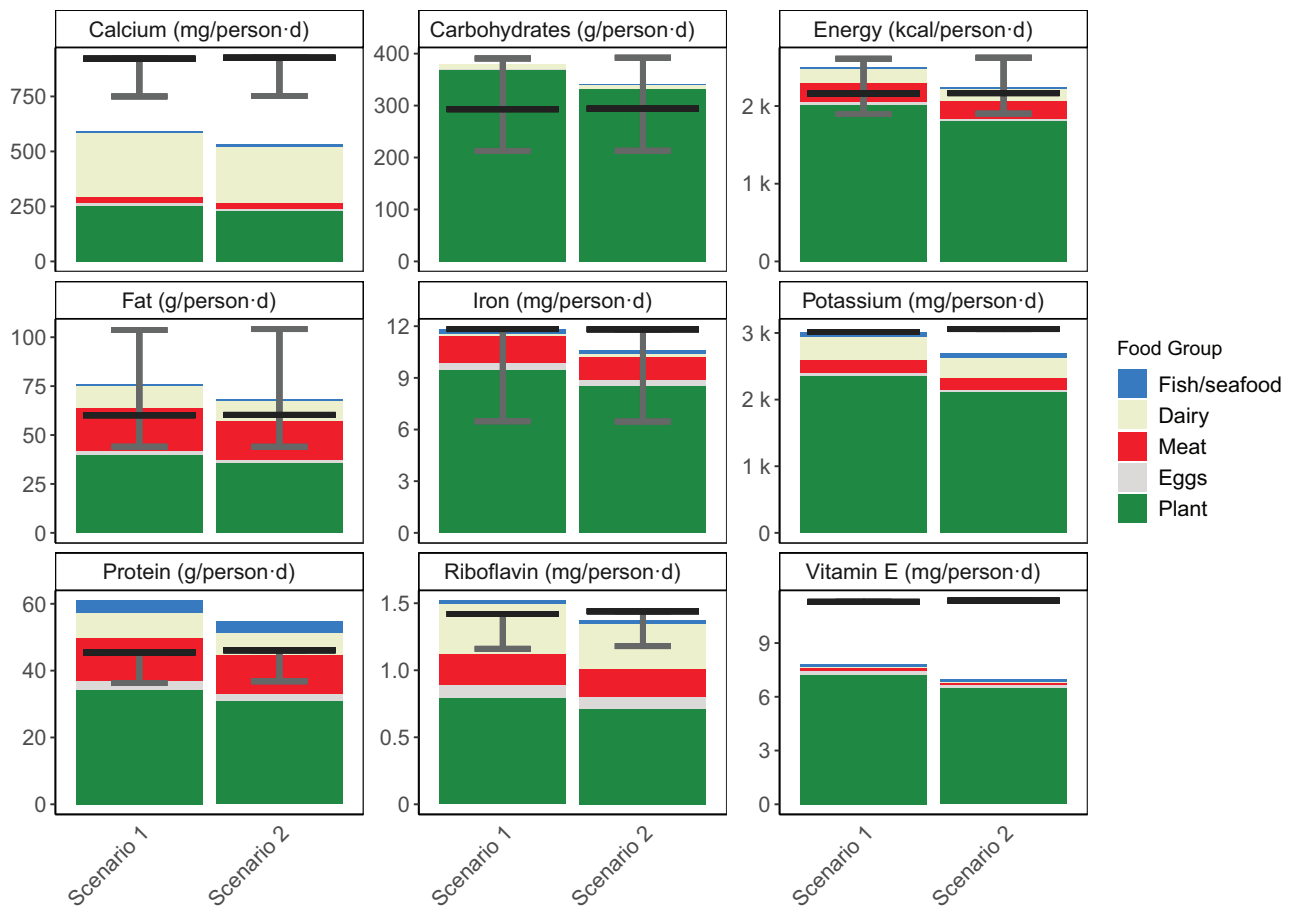 Calcium (mg/person·d)
Carbohydrates (g/person·d)
Energy (kcal/person·d)
750
500
250
0
400
300
200
100
0
2 k
1 k
0
Fat (g/person·d)
Iron (mg/person·d)
Potassium (mg/person·d)
100
75
50
25
0
12
9
6
3
0
3 k
2 k
1 k
0
Protein (g/person·d)
Riboflavin (mg/person·d)
Vitamin E (mg/person·d)
60
40
20
0
1.5
1.0
0.5
0
9
6
3
0
Scenario 1
Scenario 2
Scenario 1
Scenario 2
Scenario 1
Scenario 2
Food Group
Fish/seafood
Dairy
Meat
Eggs
Plant